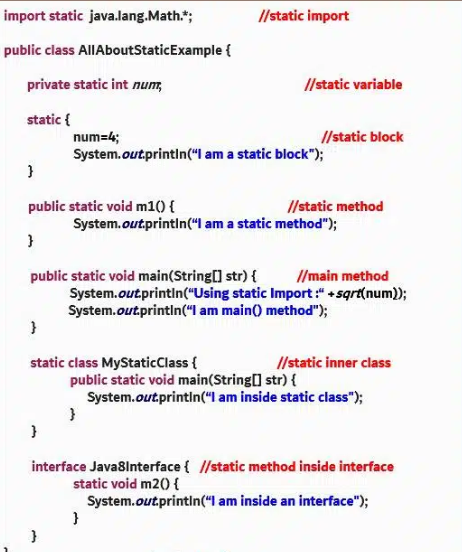 import static java.lang.Math.*; //static import
public class AllAboutStaticExample {
private static int num; //static variable
static {
num=4; //static block
System.out.println("I am a static block");
}
public static void m1() { //static method
System.out.println("I am a static method");
}
public static void main(String[] str) { //main method
System.out.println("Using static Import :" +sqrt(num));
System.out.println("I am main() method");
}
static class MyStaticClass { //static inner class
public static void main(String[] str) {
System.out.println("I am inside static class");
}
}
interface Java8Interface { //static method inside interface
static void m2() {
System.out.println("I am inside an interface");
}
}
}